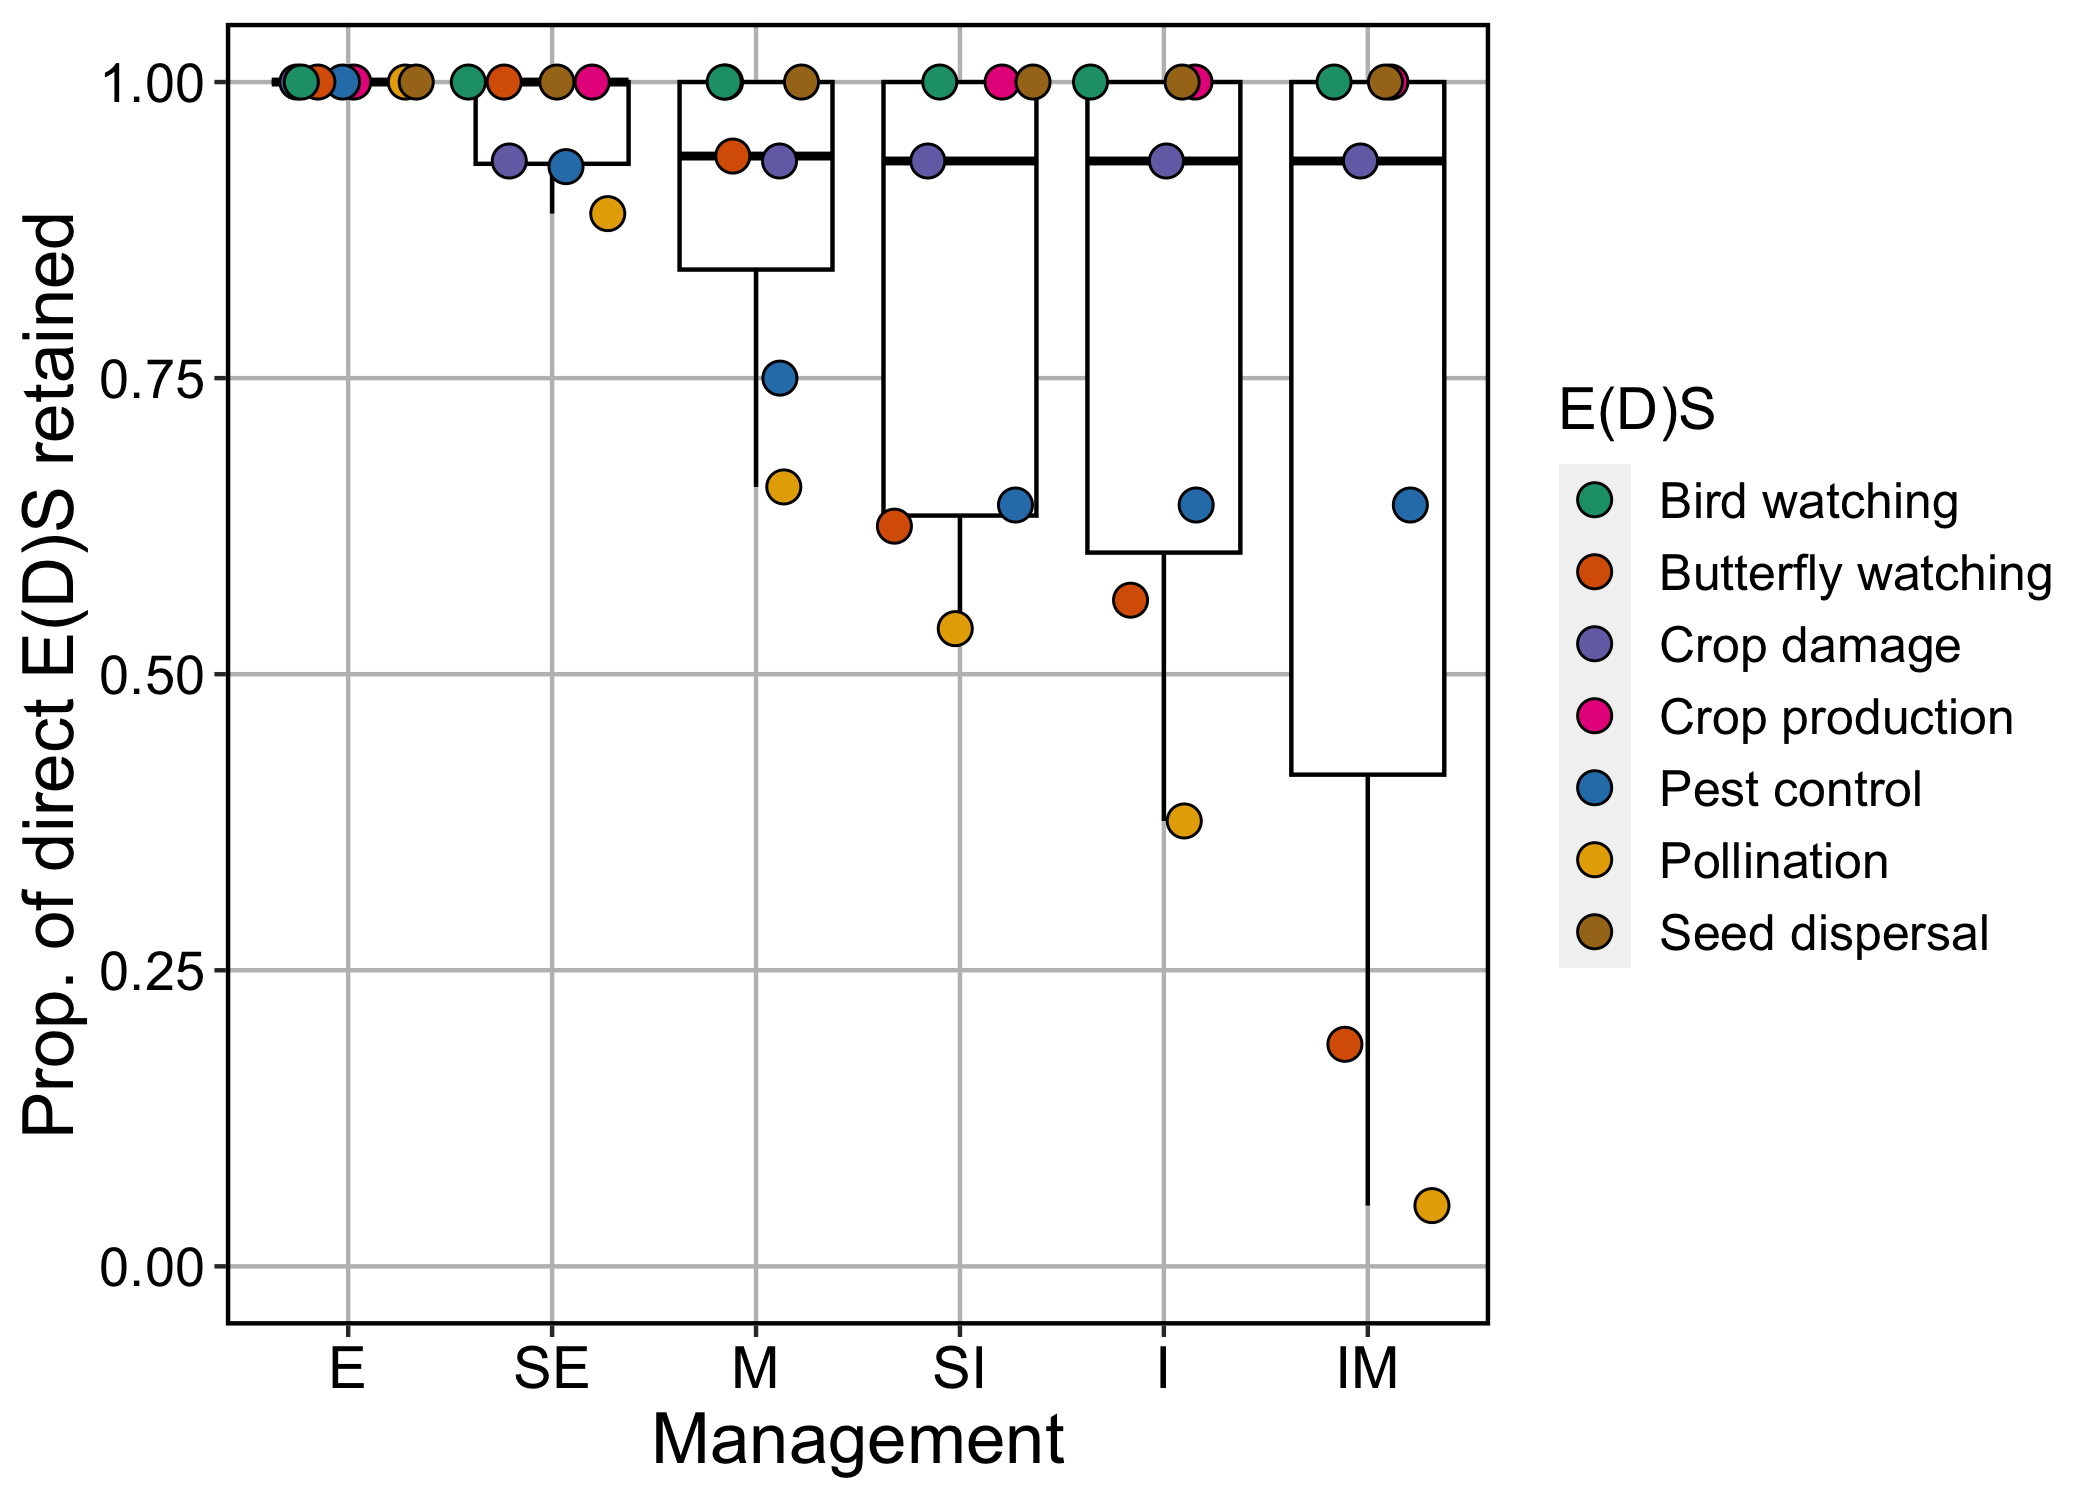 Prop. of direct E(D)S retained
1.00
0.75
0.50
0.25
0.00
E SE M SI I IM
Management
E(D)S
Bird watching
Butterfly watching
Crop damage
Crop production
Pest control
Pollination
Seed dispersal